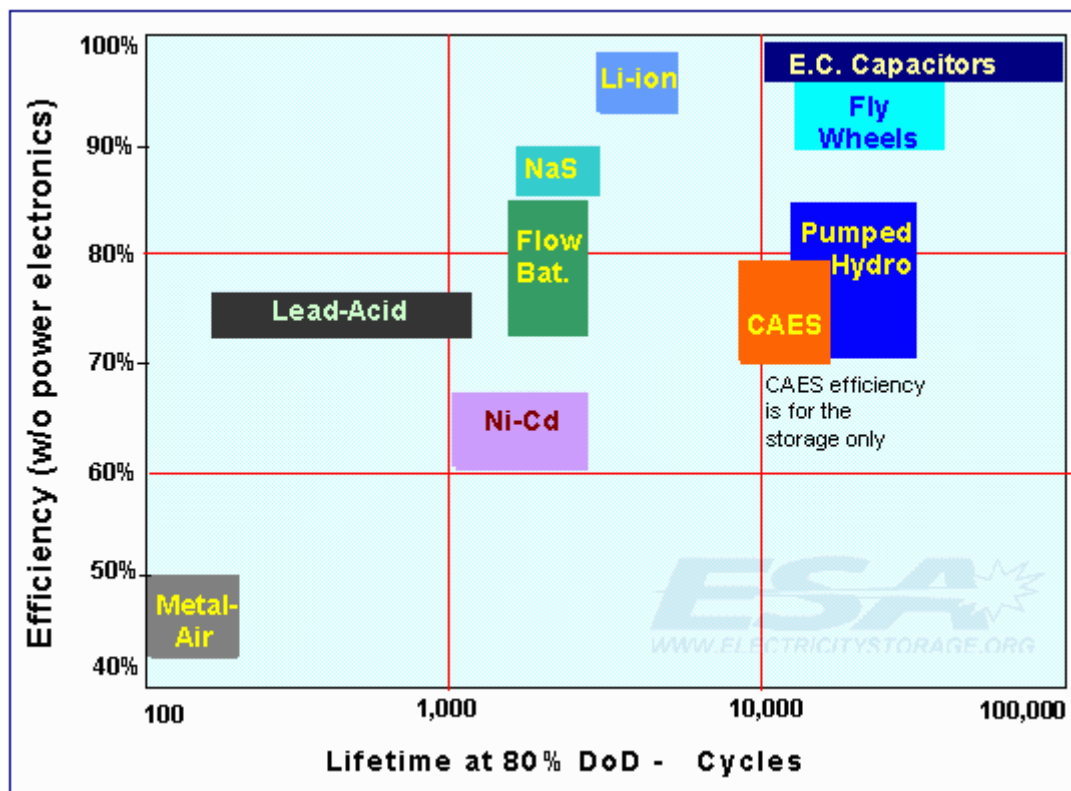 100%
90%
80%
70%
60%
50%
40%
Efficiency (w/o power electronics)
E.C. Capacitors
Li-ion
Fly
Wheels
NaS
Flow
Bat.
Pumped
Hydro
Lead-Acid
CAES
CAES efficiency
is for the
storage only
Ni-Cd
Metal-
Air
ESA
WWW.ELECTRICITYSTORAGE.ORG
100
1,000
10,000
100,000
Lifetime at 80% DoD - Cycles